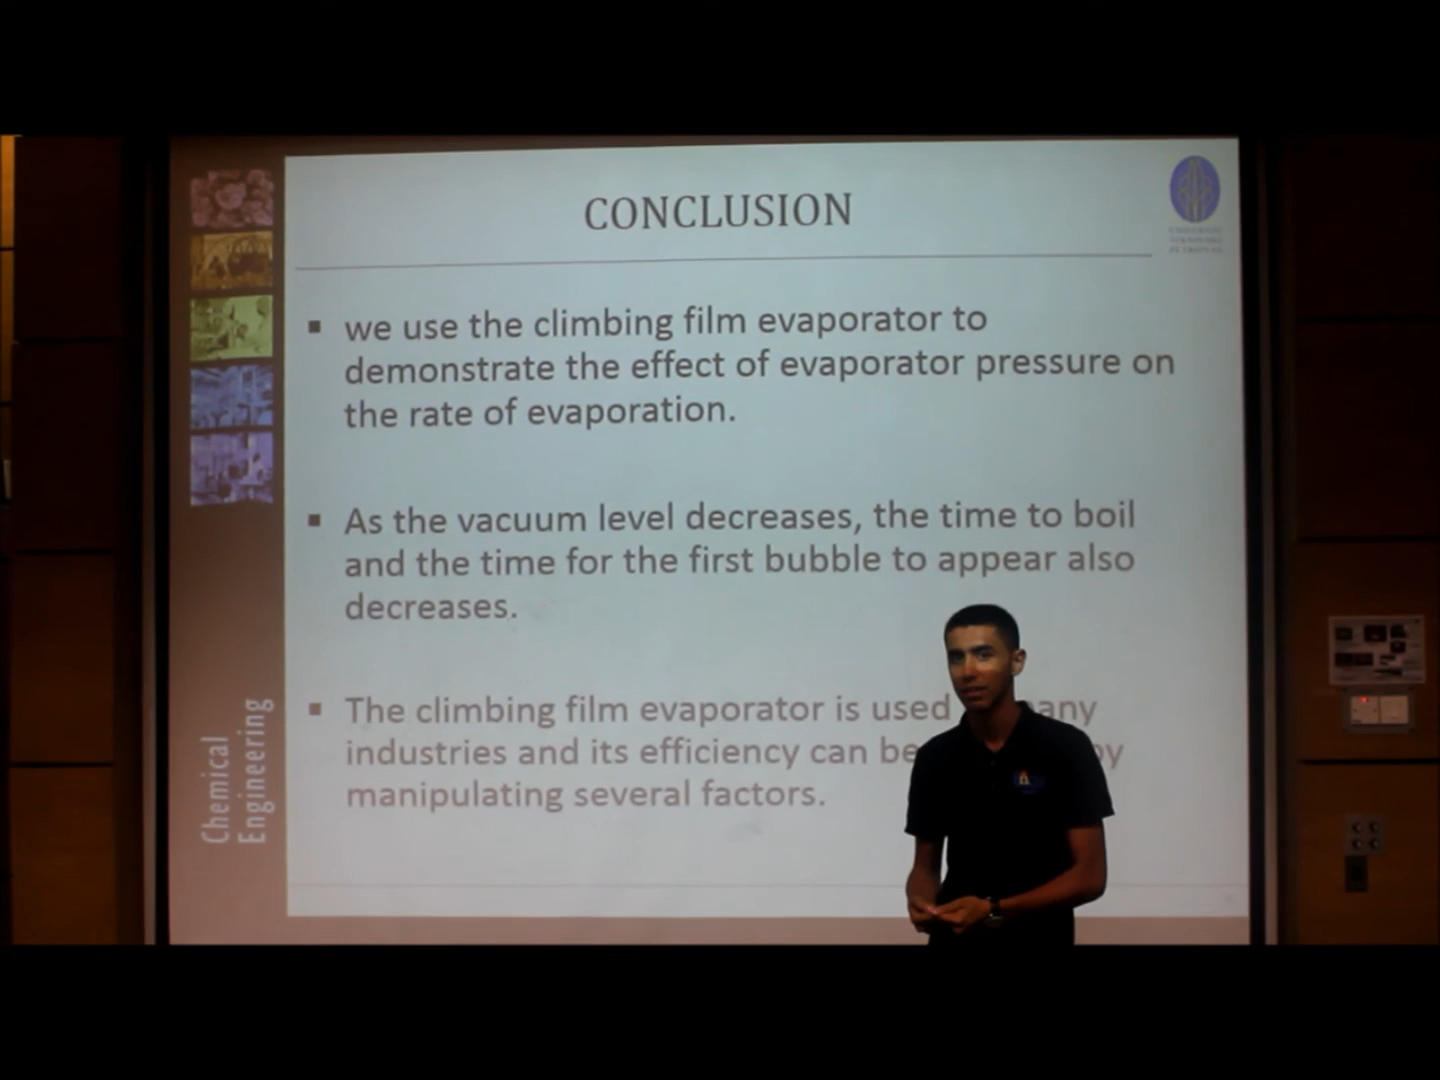 CONCLUSION
we use the climbing film evaporator to
demonstrate the effect of evaporator pressure on
the rate of evaporation.
As the vacuum level decreases, the time to boil
and the time for the first bubble to appear also
decreases.
The climbing film evaporator is used
industries and its efficiency can be
manipulating several factors.
Chemical
Engineering